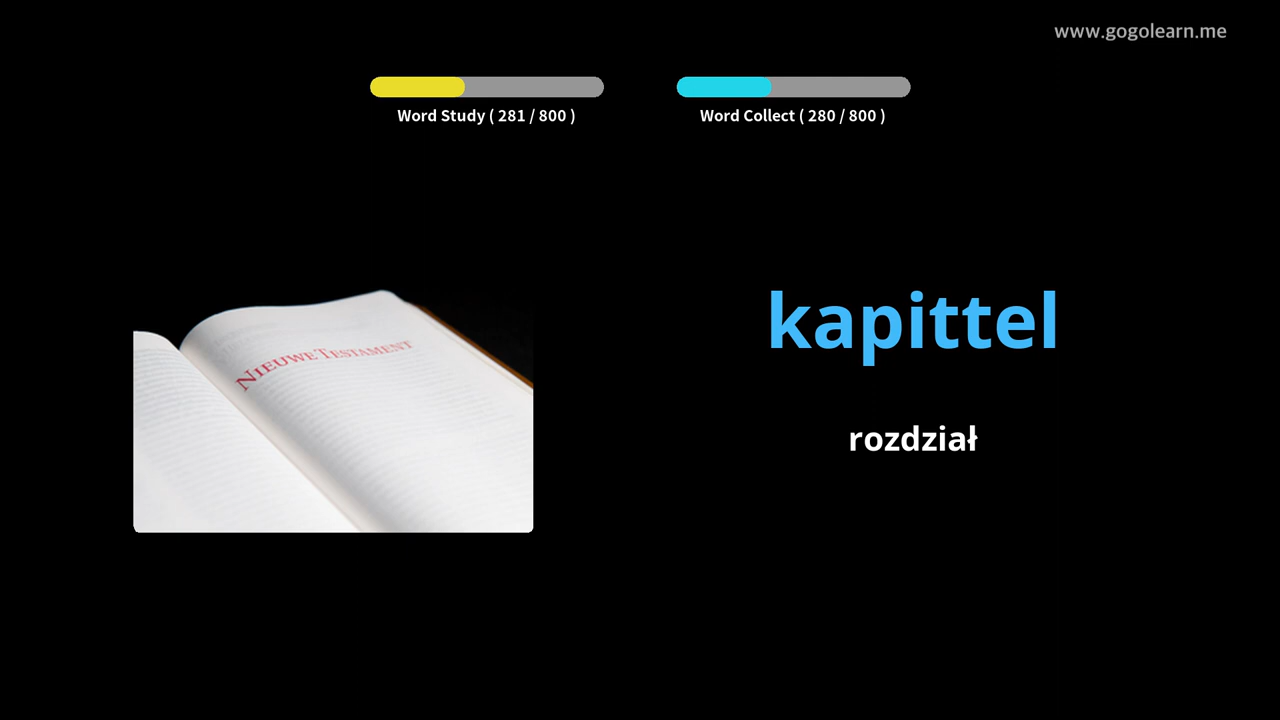 www.gogolearn.me
Word Study ( 281 / 800 )
Word Collect ( 280 / 800 )
NIEUWE TESTAMENT
kapittel
rozdział